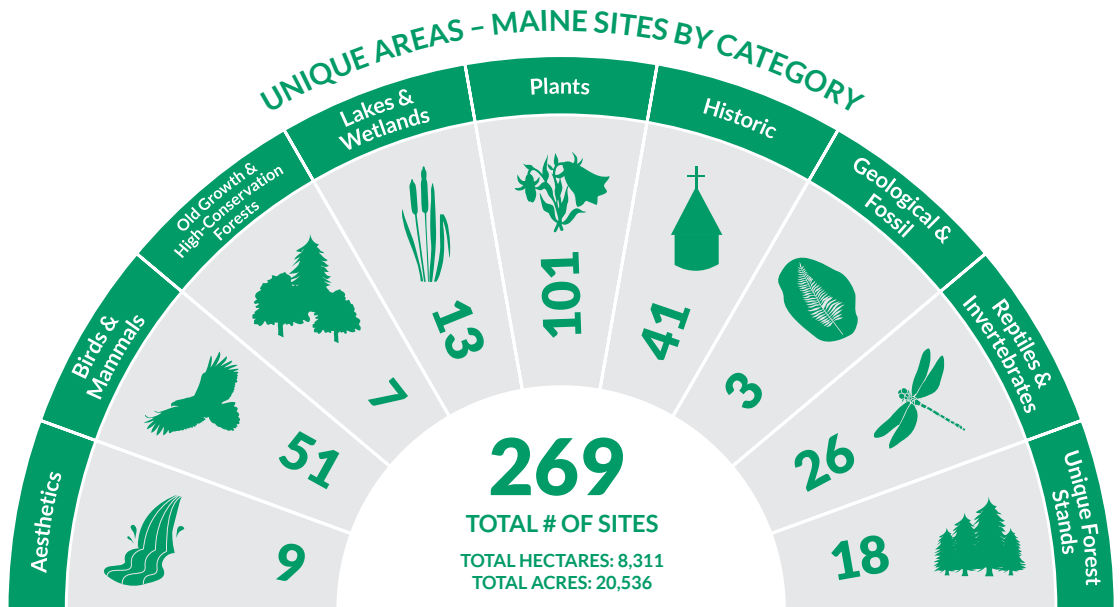 UNIQUE AREAS – MAINE SITES BY CATEGORY
Aesthetics
9
Birds &
Mammals
51
Old Growth &
High-Conservation
Forests
7
Lakes &
Wetlands
13
Plants
101
Historic
41
Geological &
Fossil
3
Reptiles &
Invertebrates
26
Unique Forest
Stands
18
269
TOTAL # OF SITES
TOTAL HECTARES: 8,311
TOTAL ACRES: 20,536